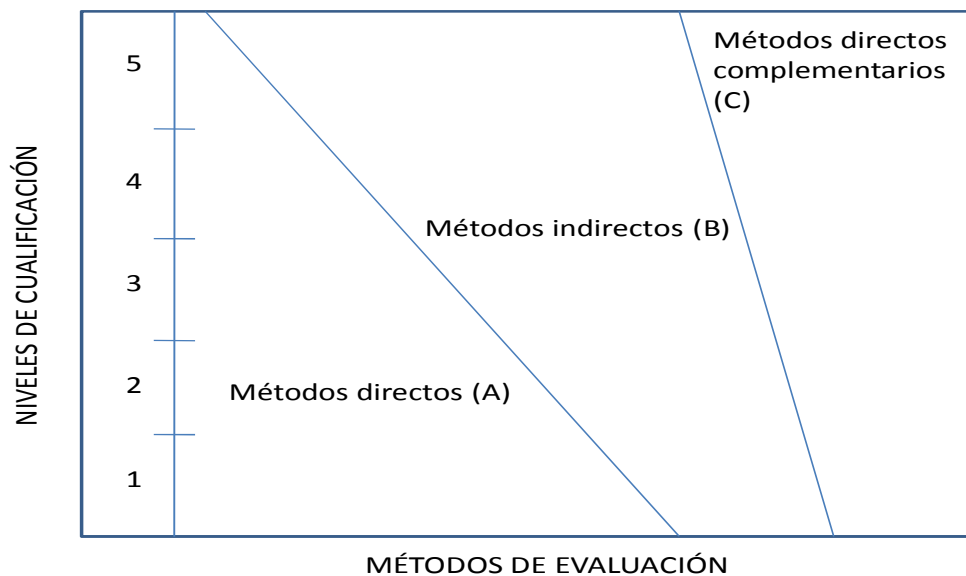 Métodos directos
complementarios
(C)
5
4
Métodos indirectos (B)
3
2
Métodos directos (A)
1
NIVELES DE CUALIFICACIÓN
MÉTODOS DE EVALUACIÓN